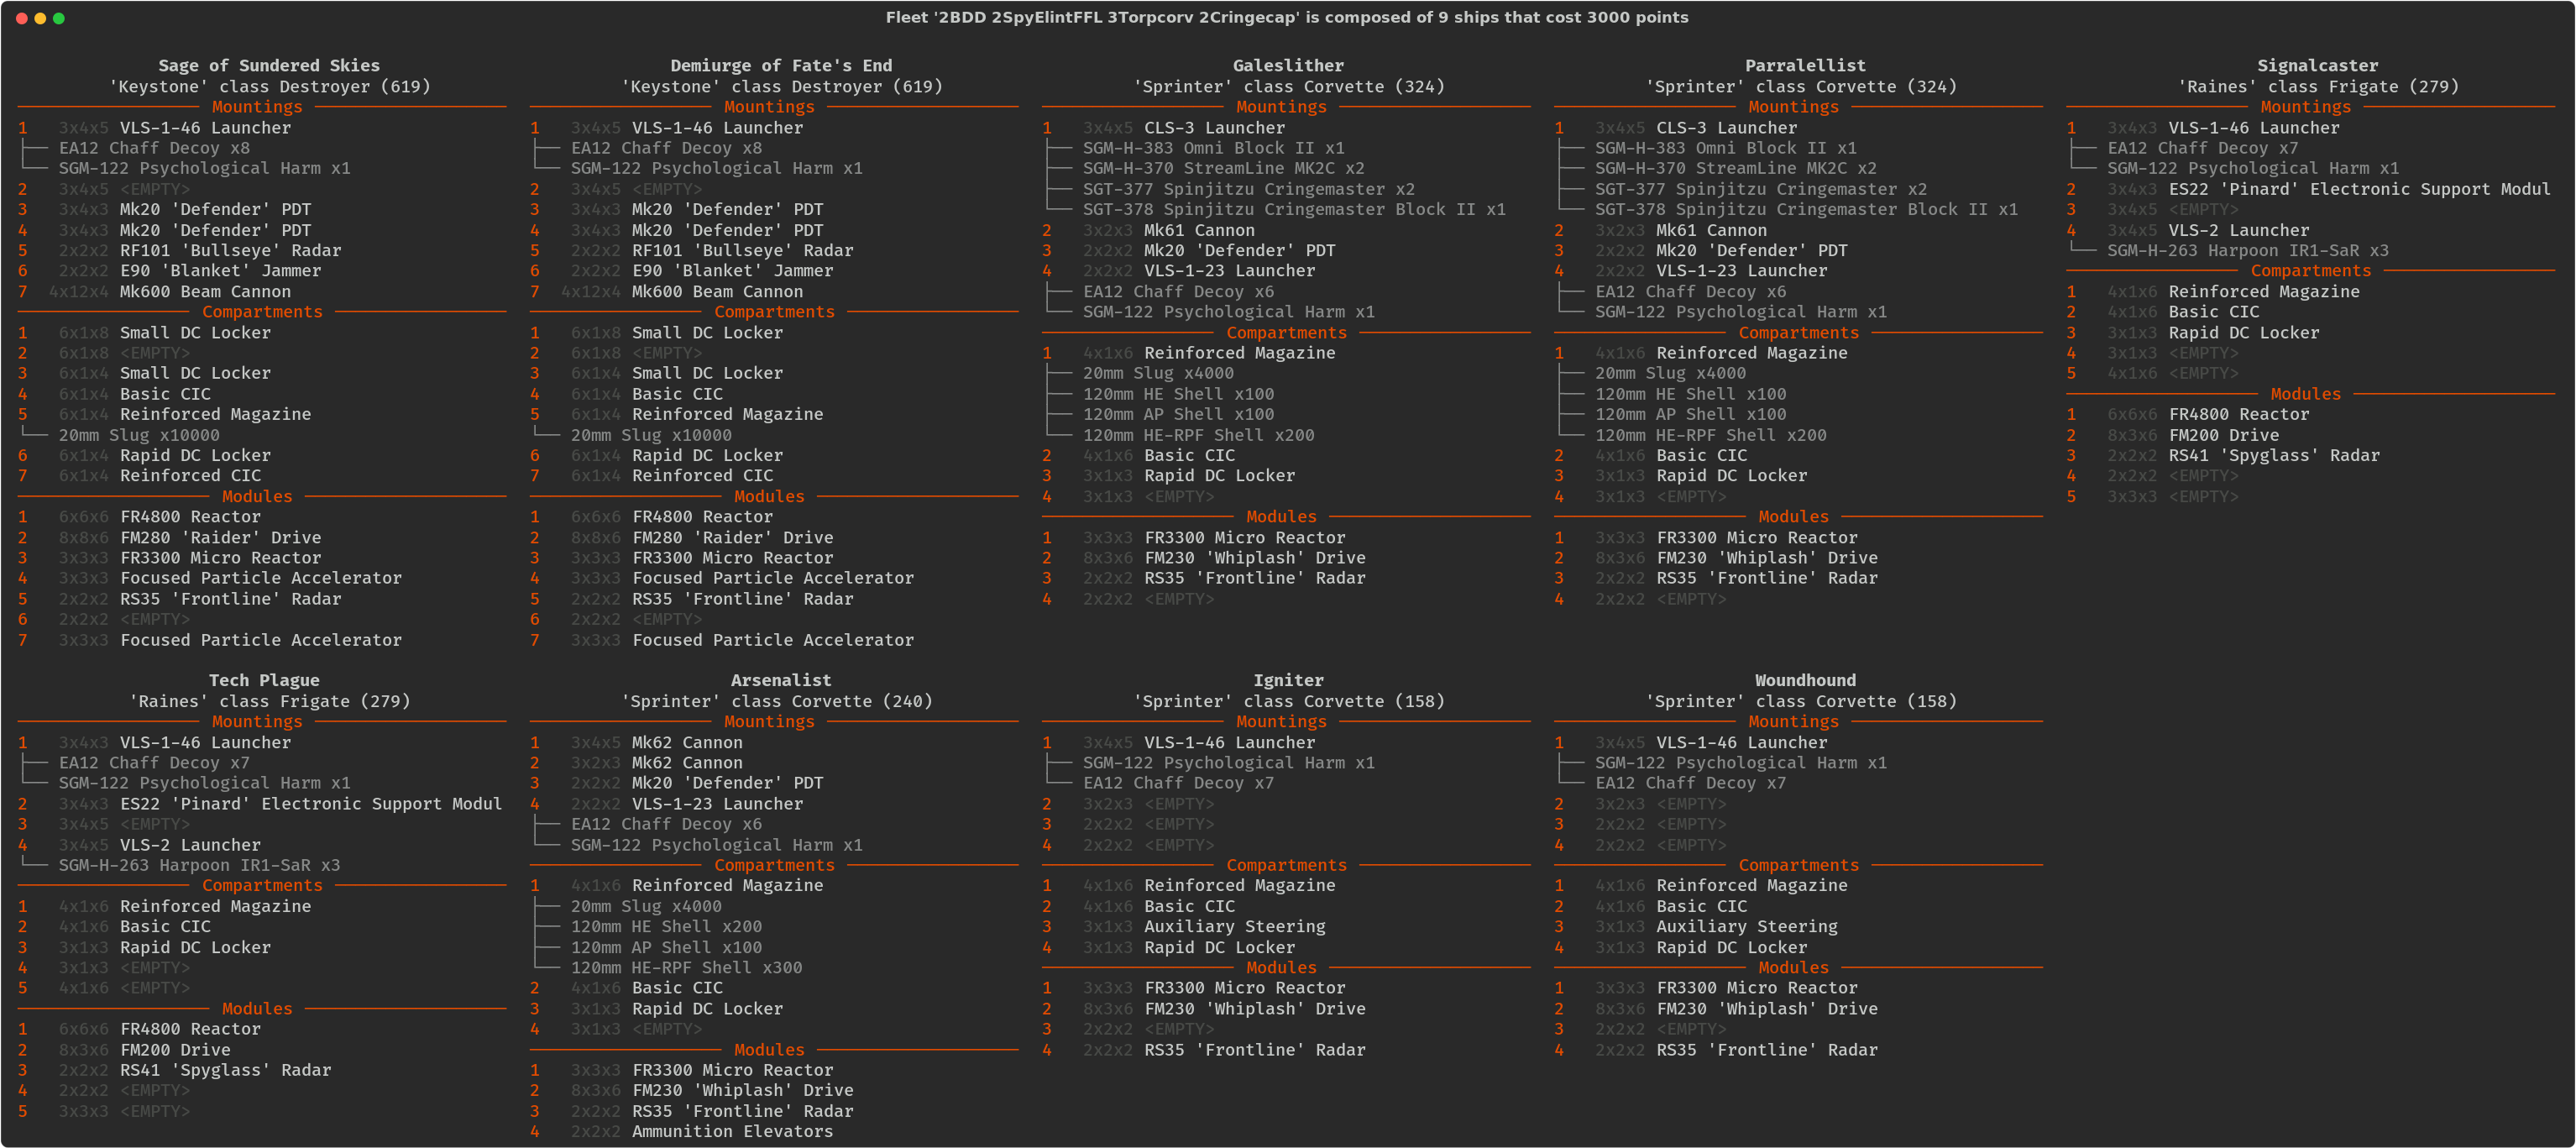 Fleet '2BDD 2SpyElintFFL 3Torpcorv 2Cringecap' is composed of 9 ships that cost 3000 points
Sage of Sundered Skies
'Keystone' class Destroyer (619)
Mountings
1 3x4x5 VLS-1-46 Launcher
EA12 Chaff Decoy x8
SGM-122 Psychological Harm x1
2 3x4x5 <EMPTY>
3 3x4x3 Mk20 'Defender' PDT
4 3x4x3 Mk20 'Defender' PDT
5 2x2x2 RF101 'Bullseye' Radar
6 2x2x2 E90 'Blanket' Jammer
7 4x12x4 Mk600 Beam Cannon
Compartments
1 6x1x8 Small DC Locker
2 6x1x8 <EMPTY>
3 6x1x4 Small DC Locker
4 6x1x4 Basic CIC
5 6x1x4 Reinforced Magazine
20mm Slug x10000
6 6x1x4 Rapid DC Locker
7 6x1x4 Reinforced CIC
Modules
1 6x6x6 FR4800 Reactor
2 8x8x6 FM280 'Raider' Drive
3 3x3x3 FR3300 Micro Reactor
4 3x3x3 Focused Particle Accelerator
5 2x2x2 RS35 'Frontline' Radar
6 2x2x2 <EMPTY>
7 3x3x3 Focused Particle Accelerator
Demiurge of Fate's End
'Keystone' class Destroyer (619)
Mountings
1 3x4x5 VLS-1-46 Launcher
EA12 Chaff Decoy x8
SGM-122 Psychological Harm x1
2 3x4x5 <EMPTY>
3 3x4x3 Mk20 'Defender' PDT
4 3x4x3 Mk20 'Defender' PDT
5 2x2x2 RF101 'Bullseye' Radar
6 2x2x2 E90 'Blanket' Jammer
7 4x12x4 Mk600 Beam Cannon
Compartments
1 6x1x8 Small DC Locker
2 6x1x8 <EMPTY>
3 6x1x4 Small DC Locker
4 6x1x4 Basic CIC
5 6x1x4 Reinforced Magazine
20mm Slug x10000
6 6x1x4 Rapid DC Locker
7 6x1x4 Reinforced CIC
Modules
1 6x6x6 FR4800 Reactor
2 8x8x6 FM280 'Raider' Drive
3 3x3x3 FR3300 Micro Reactor
4 3x3x3 Focused Particle Accelerator
5 2x2x2 RS35 'Frontline' Radar
6 2x2x2 <EMPTY>
7 3x3x3 Focused Particle Accelerator
Galeslither
'Sprinter' class Corvette (324)
Mountings
1 3x4x5 CLS-3 Launcher
SGM-H-383 Omni Block II x1
SGM-H-370 StreamLine MK2C x2
SGT-377 Spinjitzu Cringemaster x2
SGT-378 Spinjitzu Cringemaster Block II x1
2 3x2x3 Mk61 Cannon
3 2x2x2 Mk20 'Defender' PDT
4 2x2x2 VLS-1-23 Launcher
EA12 Chaff Decoy x6
SGM-122 Psychological Harm x1
Compartments
1 4x1x6 Reinforced Magazine
20mm Slug x4000
120mm HE Shell x100
120mm AP Shell x100
120mm HE-RPF Shell x200
2 4x1x6 Basic CIC
3 3x1x3 Rapid DC Locker
4 3x1x3 <EMPTY>
Modules
1 3x3x3 FR3300 Micro Reactor
2 8x3x6 FM230 'Whiplash' Drive
3 2x2x2 RS35 'Frontline' Radar
4 2x2x2 <EMPTY>
Parralellist
'Sprinter' class Corvette (324)
Mountings
1 3x4x5 CLS-3 Launcher
SGM-H-383 Omni Block II x1
SGM-H-370 StreamLine MK2C x2
SGT-377 Spinjitzu Cringemaster x2
SGT-378 Spinjitzu Cringemaster Block II x1
2 3x2x3 Mk61 Cannon
3 2x2x2 Mk20 'Defender' PDT
4 2x2x2 VLS-1-23 Launcher
EA12 Chaff Decoy x6
SGM-122 Psychological Harm x1
Compartments
1 4x1x6 Reinforced Magazine
20mm Slug x4000
120mm HE Shell x100
120mm AP Shell x100
120mm HE-RPF Shell x200
2 4x1x6 Basic CIC
3 3x1x3 Rapid DC Locker
4 3x1x3 <EMPTY>
Modules
1 3x3x3 FR3300 Micro Reactor
2 8x3x6 FM230 'Whiplash' Drive
3 2x2x2 RS35 'Frontline' Radar
4 2x2x2 <EMPTY>
Signalcaster
'Raines' class Frigate (279)
Mountings
1 3x4x3 VLS-1-46 Launcher
EA12 Chaff Decoy x7
SGM-122 Psychological Harm x1
2 3x4x3 ES22 'Pinard' Electronic Support Modul
3 3x4x5 <EMPTY>
4 3x4x5 VLS-2 Launcher
SGM-H-263 Harpoon IR1-SaR x3
Compartments
1 4x1x6 Reinforced Magazine
2 4x1x6 Basic CIC
3 3x1x3 Rapid DC Locker
4 3x1x3 <EMPTY>
5 4x1x6 <EMPTY>
Modules
1 6x6x6 FR4800 Reactor
2 8x3x6 FM200 Drive
3 2x2x2 RS41 'Spyglass' Radar
4 2x2x2 <EMPTY>
5 3x3x3 <EMPTY>
Tech Plague
'Raines' class Frigate (279)
Mountings
1 3x4x3 VLS-1-46 Launcher
EA12 Chaff Decoy x7
SGM-122 Psychological Harm x1
2 3x4x3 ES22 'Pinard' Electronic Support Modul
3 3x4x5 <EMPTY>
4 3x4x5 VLS-2 Launcher
SGM-H-263 Harpoon IR1-SaR x3
Compartments
1 4x1x6 Reinforced Magazine
2 4x1x6 Basic CIC
3 3x1x3 Rapid DC Locker
4 3x1x3 <EMPTY>
5 4x1x6 <EMPTY>
Modules
1 6x6x6 FR4800 Reactor
2 8x3x6 FM200 Drive
3 2x2x2 RS41 'Spyglass' Radar
4 2x2x2 <EMPTY>
5 3x3x3 <EMPTY>
Arsenalist
'Sprinter' class Corvette (240)
Mountings
1 3x4x5 Mk62 Cannon
2 3x2x3 Mk62 Cannon
3 2x2x2 Mk20 'Defender' PDT
4 2x2x2 VLS-1-23 Launcher
EA12 Chaff Decoy x6
SGM-122 Psychological Harm x1
Compartments
1 4x1x6 Reinforced Magazine
20mm Slug x4000
120mm HE Shell x200
120mm AP Shell x100
120mm HE-RPF Shell x300
2 4x1x6 Basic CIC
3 3x1x3 Rapid DC Locker
4 3x1x3 <EMPTY>
Modules
1 3x3x3 FR3300 Micro Reactor
2 8x3x6 FM230 'Whiplash' Drive
3 2x2x2 RS35 'Frontline' Radar
4 2x2x2 Ammunition Elevators
Igniter
'Sprinter' class Corvette (158)
Mountings
1 3x4x5 VLS-1-46 Launcher
SGM-122 Psychological Harm x1
EA12 Chaff Decoy x7
2 3x2x3 <EMPTY>
3 2x2x2 <EMPTY>
4 2x2x2 <EMPTY>
Compartments
1 4x1x6 Reinforced Magazine
2 4x1x6 Basic CIC
3 3x1x3 Auxiliary Steering
4 3x1x3 Rapid DC Locker
Modules
1 3x3x3 FR3300 Micro Reactor
2 8x3x6 FM230 'Whiplash' Drive
3 2x2x2 <EMPTY>
4 2x2x2 RS35 'Frontline' Radar
Woundhound
'Sprinter' class Corvette (158)
Mountings
1 3x4x5 VLS-1-46 Launcher
SGM-122 Psychological Harm x1
EA12 Chaff Decoy x7
2 3x2x3 <EMPTY>
3 2x2x2 <EMPTY>
4 2x2x2 <EMPTY>
Compartments
1 4x1x6 Reinforced Magazine
2 4x1x6 Basic CIC
3 3x1x3 Auxiliary Steering
4 3x1x3 Rapid DC Locker
Modules
1 3x3x3 FR3300 Micro Reactor
2 8x3x6 FM230 'Whiplash' Drive
3 2x2x2 <EMPTY>
4 2x2x2 RS35 'Frontline' Radar